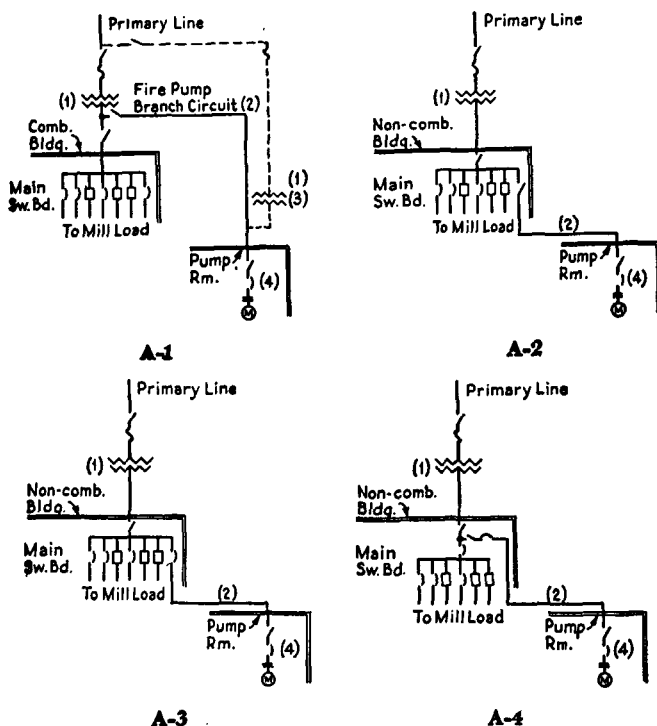 Primary Line
(1)
Fire Pump
Branch Circuit (2)
Comb.
Bldg.
Main
Sw.Bd.
To Mill Load
(1)
(3)
Pump
Rm.
(4)
M
A-1
Primary Line
(1)
Non-comb.
Bldg.
Main
Sw.Bd.
To Mill Load
(2)
Pump
Rm.
(4)
M
A-2
Primary Line
(1)
Non-comb.
Bldg.
Main
Sw.Bd.
To Mill Load
(2)
Pump
Rm.
(4)
M
A-3
Primary Line
(1)
Non-comb.
Bldg.
Main
Sw.Bd.
To Mill Load
(2)
Pump
Rm.
(4)
M
A-4